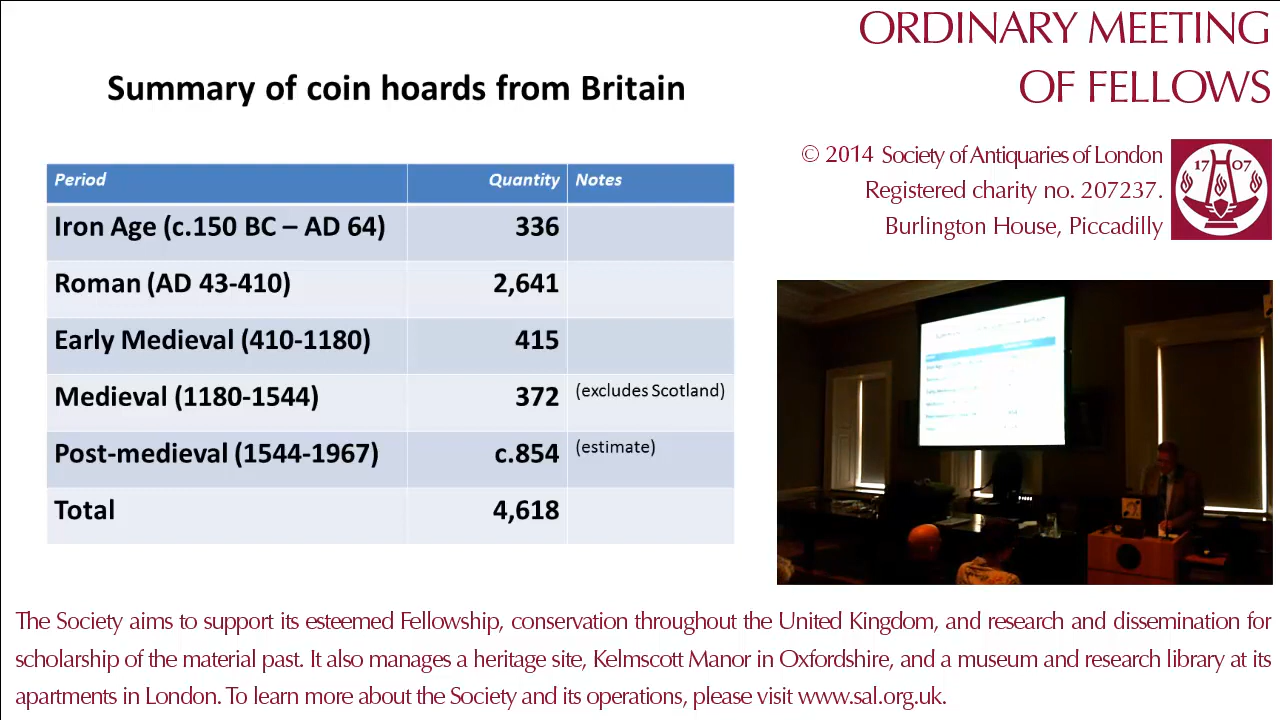 Summary of coin hoards from Britain
Period Quantity Notes
Iron Age (c.150 BC – AD 64) 336
Roman (AD 43-410) 2,641
Early Medieval (410-1180) 415
Medieval (1180-1544) 372 (excludes Scotland)
Post-medieval (1544-1967) c.854 (estimate)
Total 4,618
ORDINARY MEETING
OF FELLOWS
© 2014 Society of Antiquaries of London
Registered charity no. 207237.
Burlington House, Piccadilly
17 07
The Society aims to support its esteemed Fellowship, conservation throughout the United Kingdom, and research and dissemination for
scholarship of the material past. It also manages a heritage site, Kelmscott Manor in Oxfordshire, and a museum and research library at its
apartments in London. To learn more about the Society and its operations, please visit www.sal.org.uk.